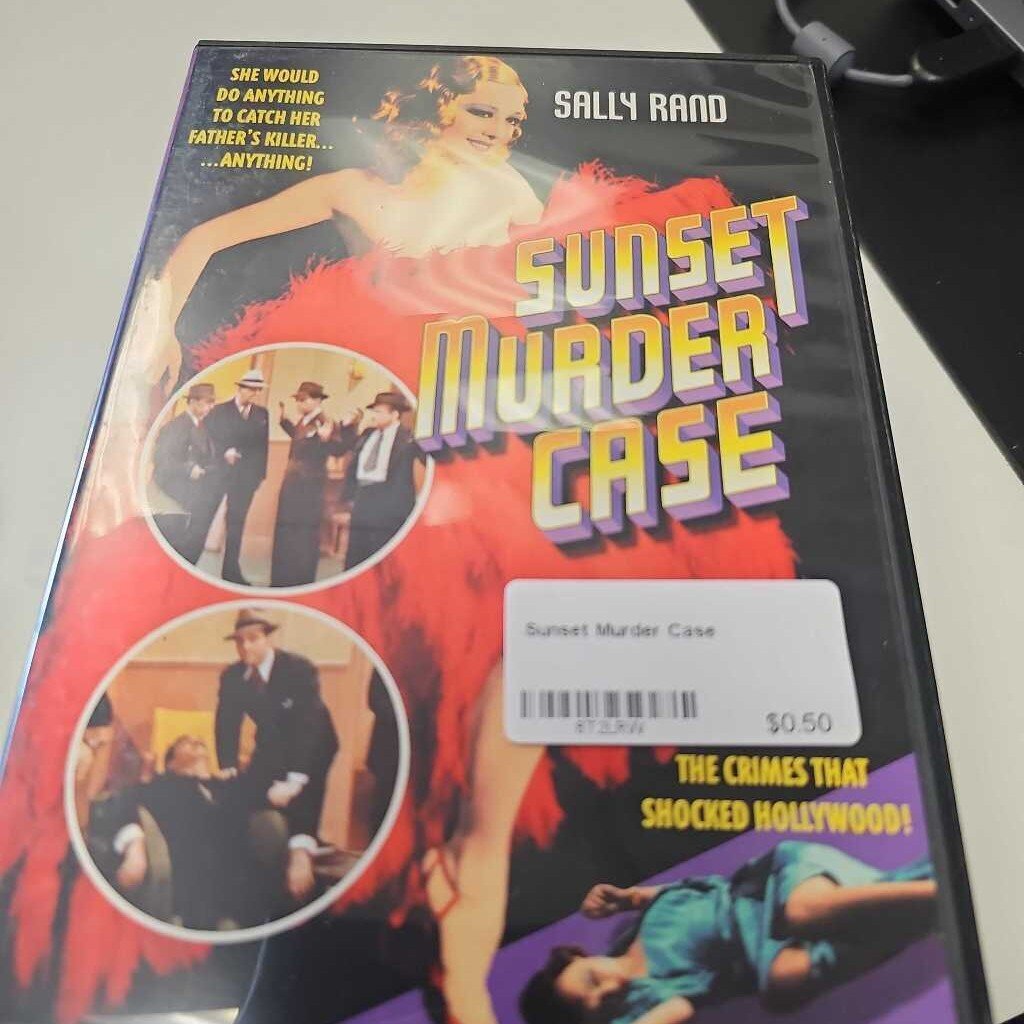 SHE WOULD
DO ANYTHING
TO CATCH HER
FATHER'S KILLER...
...ANYTHING!
SALLY RAND
SUNSET
MURDER
CASE
Sunset Murder Case
$0.50
THE CRIMES THAT
SHOCKED HOLLYWOOD!